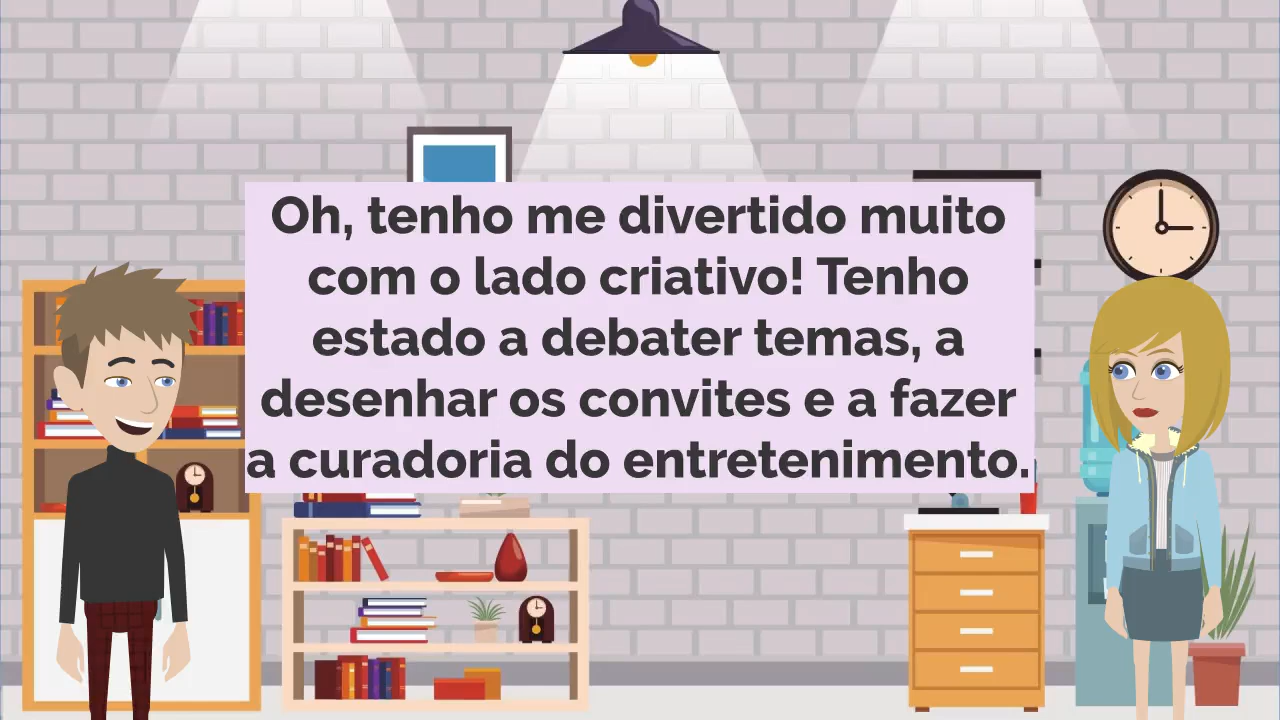 Oh, tenho me divertido muito
com o lado criativo! Tenho
estado a debater temas, a
desenhar os convites e a fazer
a curadoria do entretenimento.